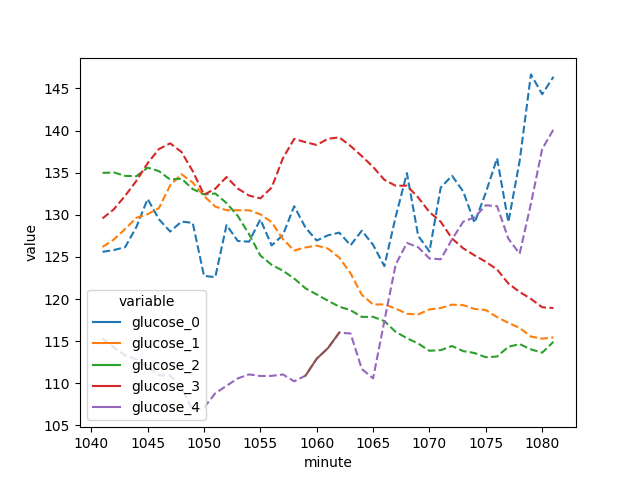 145
140
135
130
125
120
115
110
105
value
variable
glucose_0
glucose_1
glucose_2
glucose_3
glucose_4
1040 1045 1050 1055 1060 1065 1070 1075 1080
minute